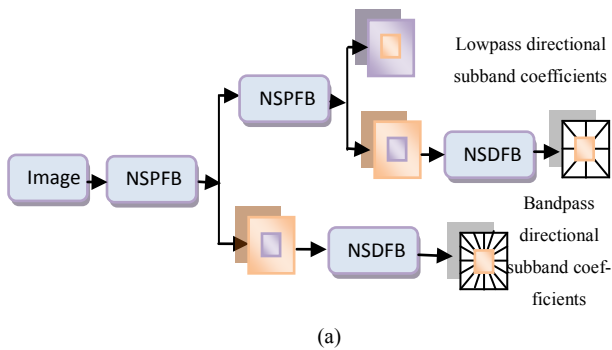 Lowpass directional
subband coefficients
NSPFB
NSDFB
Image
NSPFB
Bandpass
directional
subband coef-
ficients
NSDFB
(a)